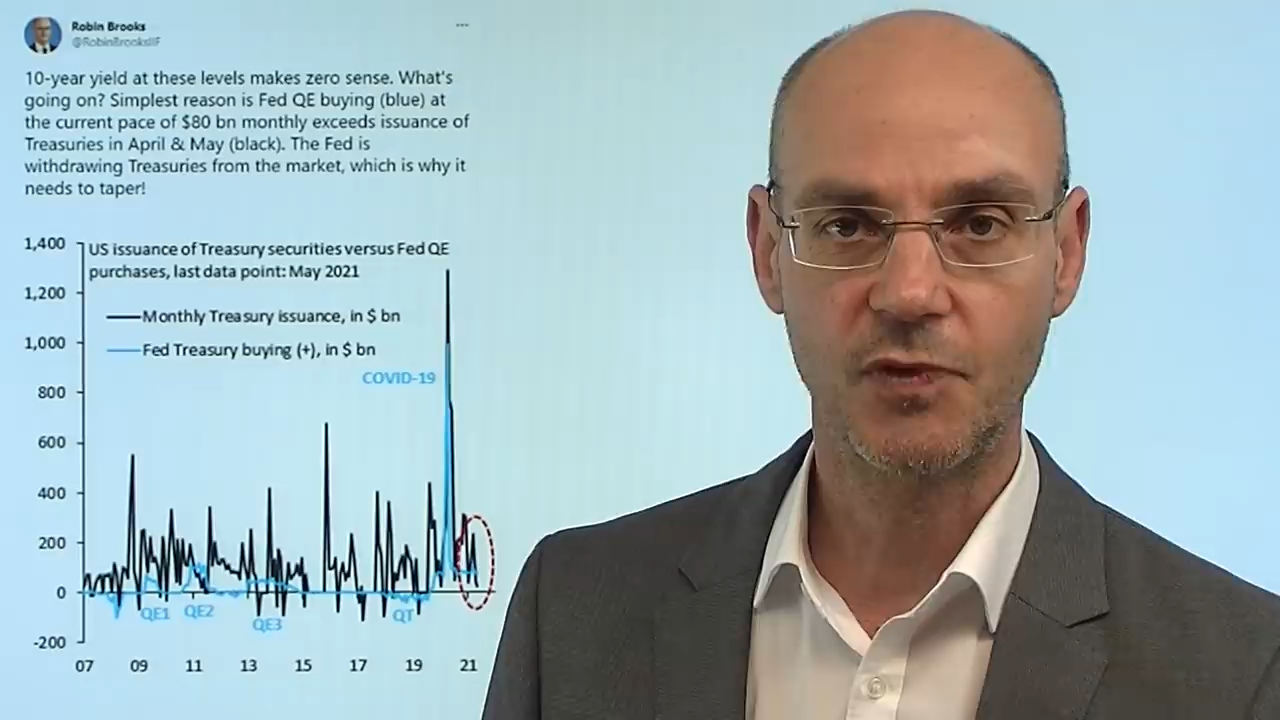 Robin Brooks
@RobinBrooksIIF
10-year yield at these levels makes zero sense. What's
going on? Simplest reason is Fed QE buying (blue) at
the current pace of $80 bn monthly exceeds issuance of
Treasuries in April & May (black). The Fed is
withdrawing Treasuries from the market, which is why it
needs to taper!
US issuance of Treasury securities versus Fed QE
purchases, last data point: May 2021
Monthly Treasury issuance, in $ bn
Fed Treasury buying (+), in $ bn
COVID-19
1,400
1,200
1,000
800
600
400
200
0
-200
QE1
QE2
QE3
QT
07 09 11 13 15 17 19 21